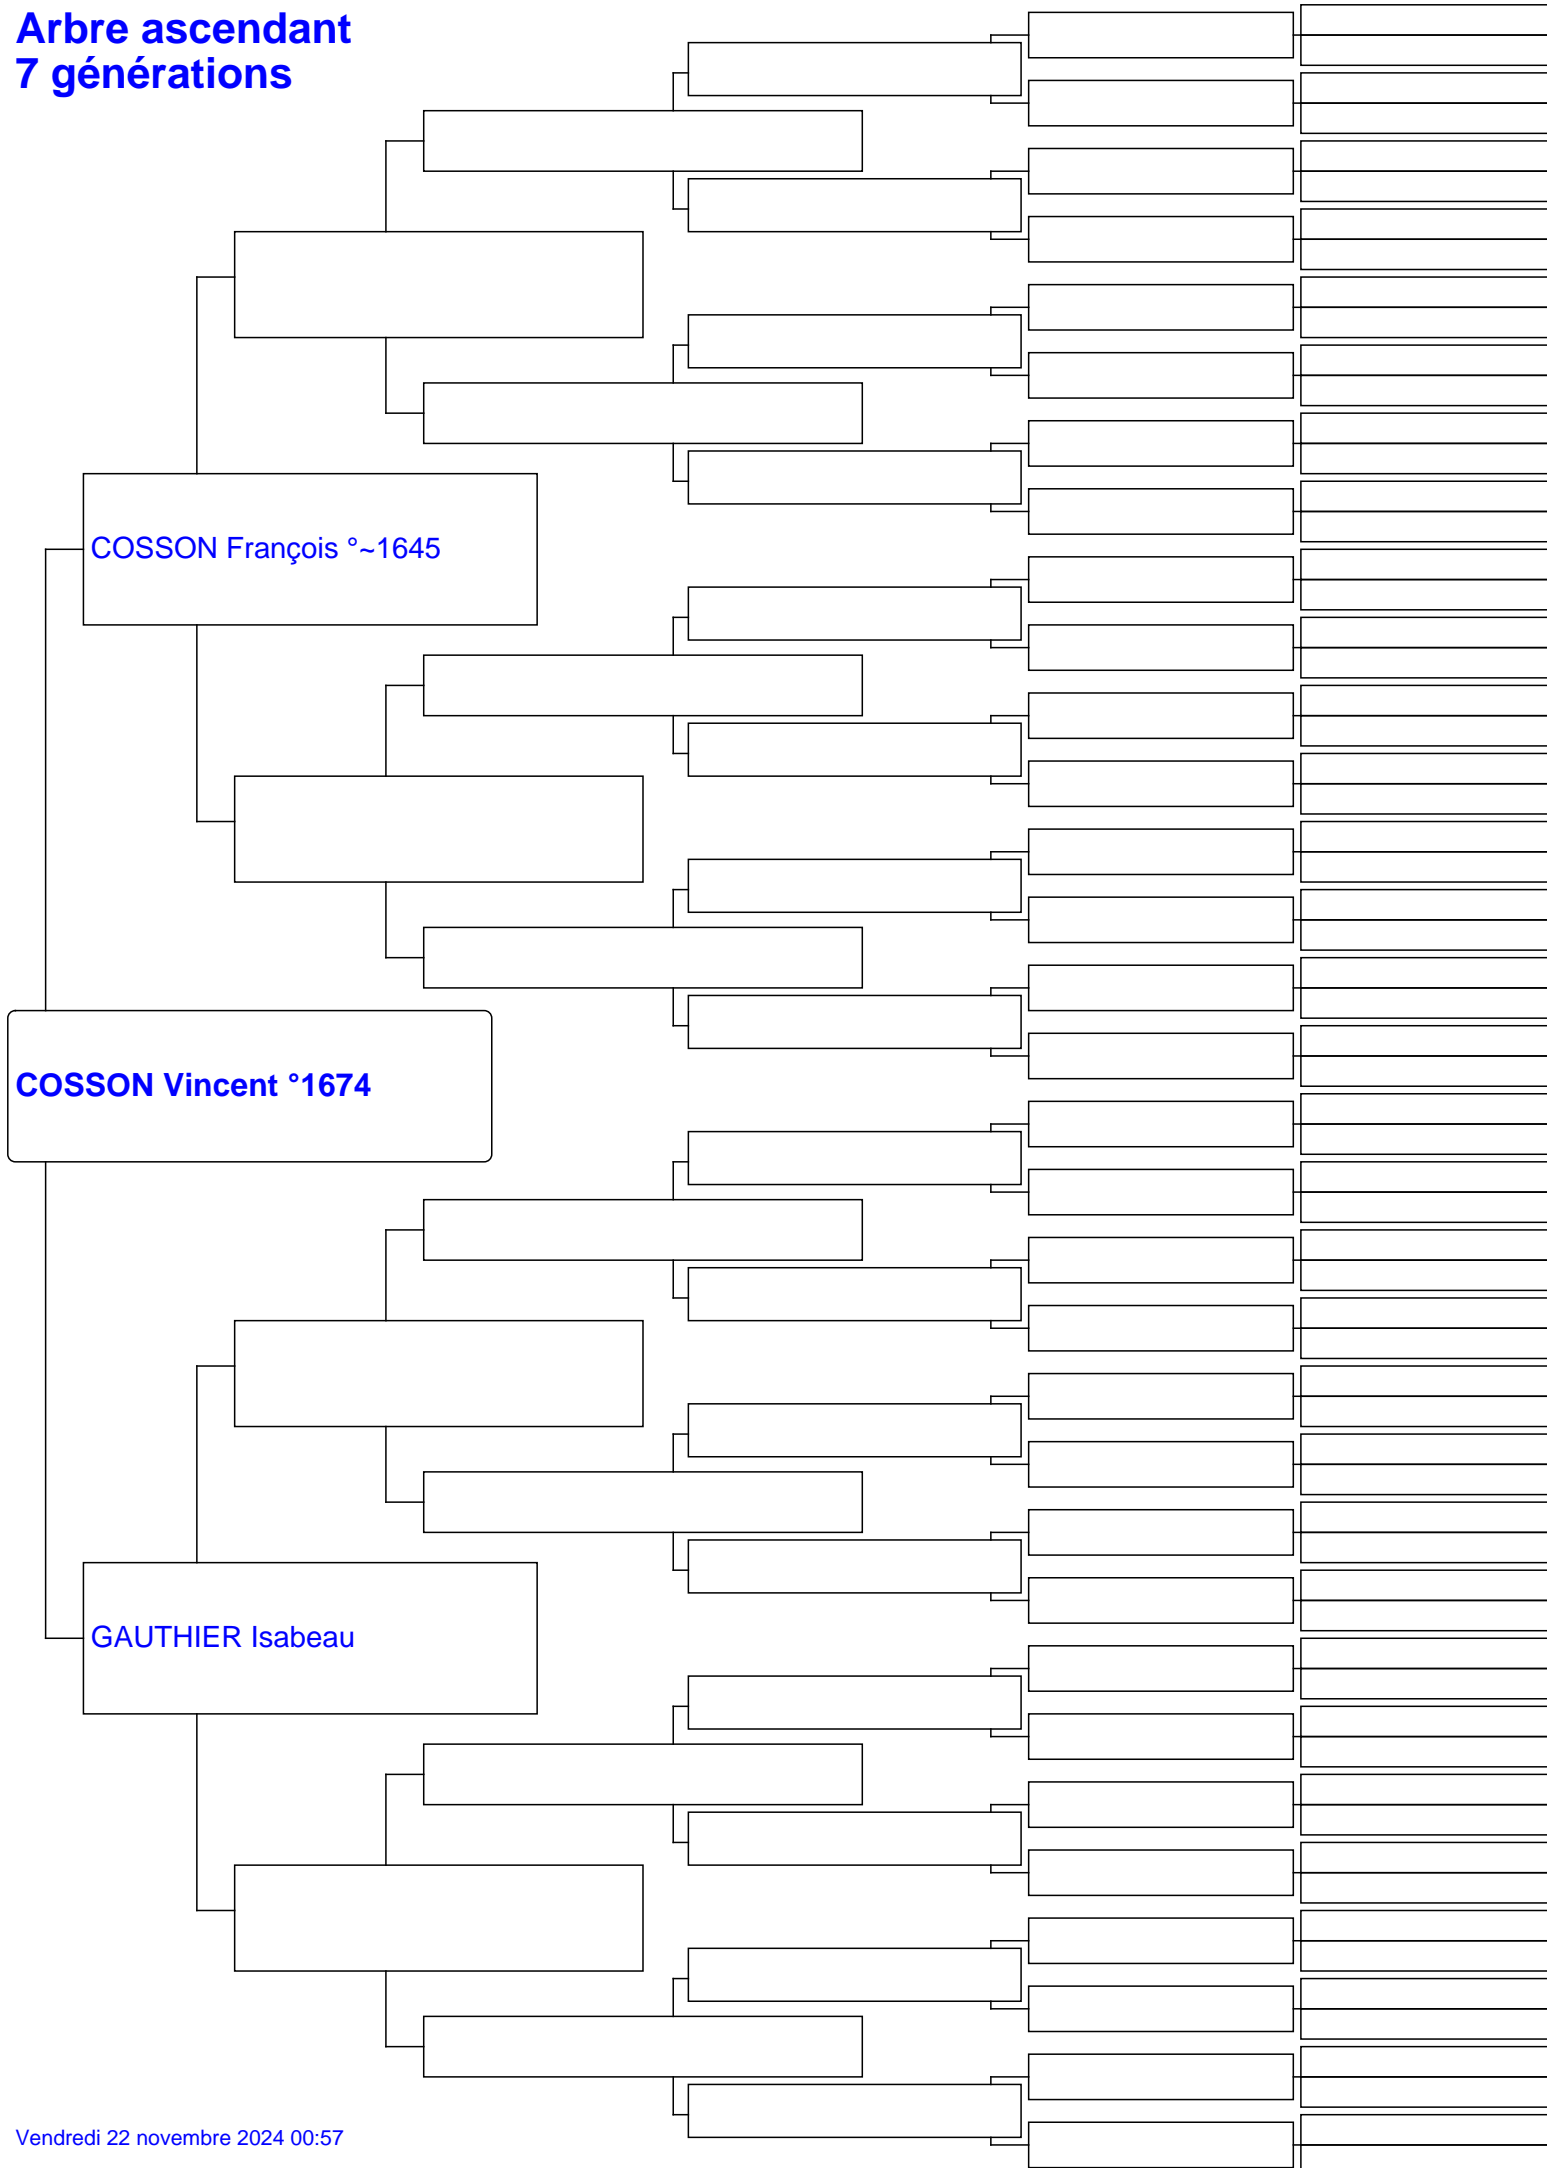 Arbre ascendant
7 générations
COSSON François °~1645
COSSON Vincent °1674
GAUTHIER Isabeau
Vendredi 22 novembre 2024 00:57